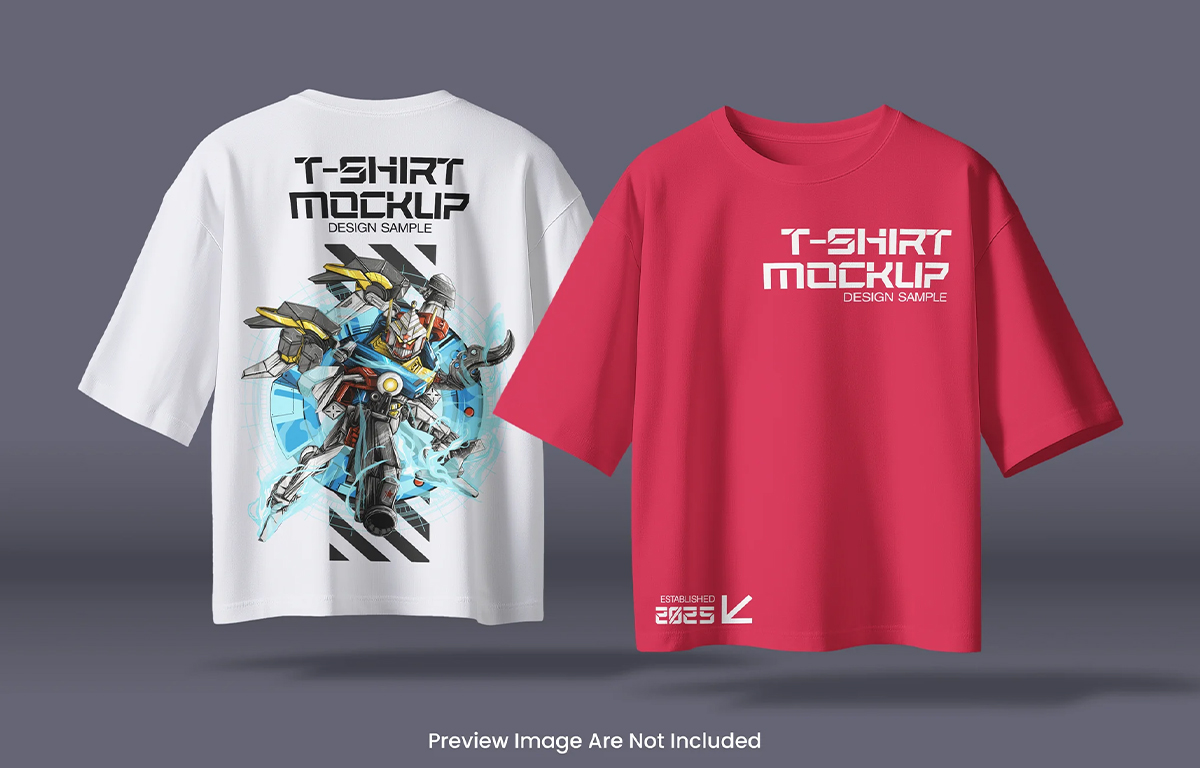 T-SHIRT
MOCKUP
DESIGN SAMPLE
T-SHIRT
MOCKUP
DESIGN SAMPLE
ESTABLISHED
2025
Preview Image Are Not Included